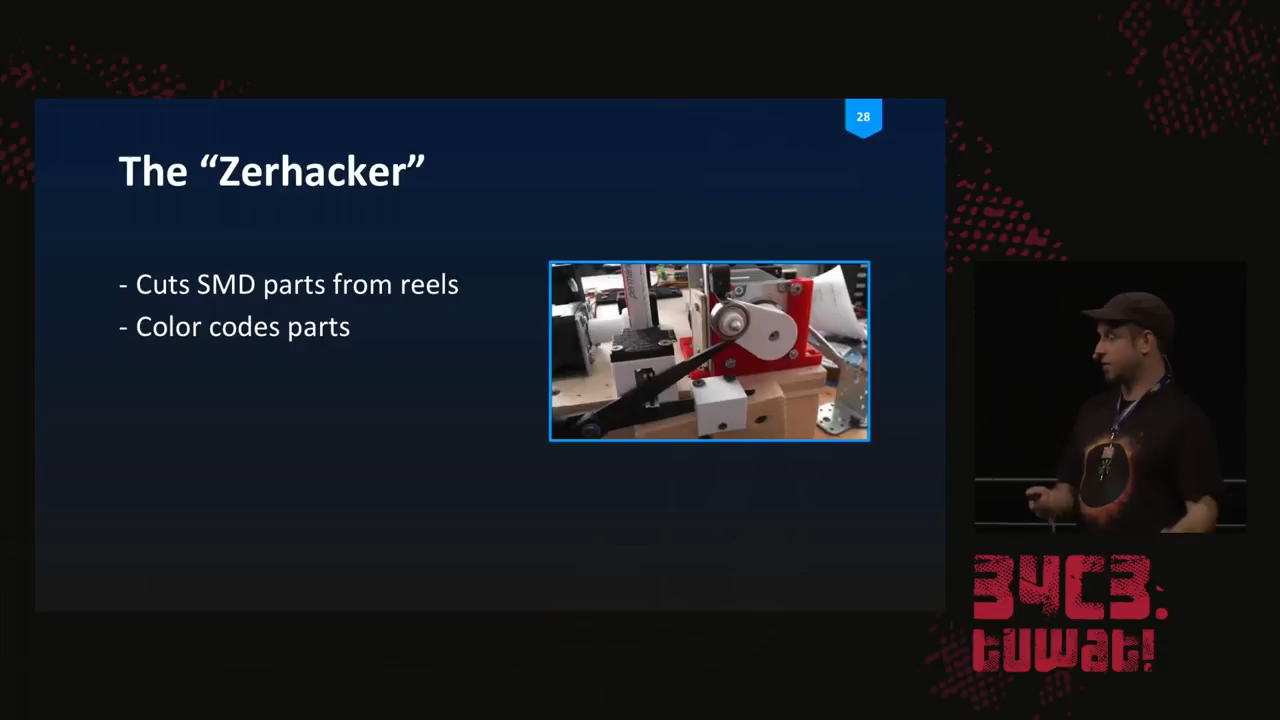 28
The “Zerhacker”
- Cuts SMD parts from reels
- Color codes parts
34C3.
tuwat!